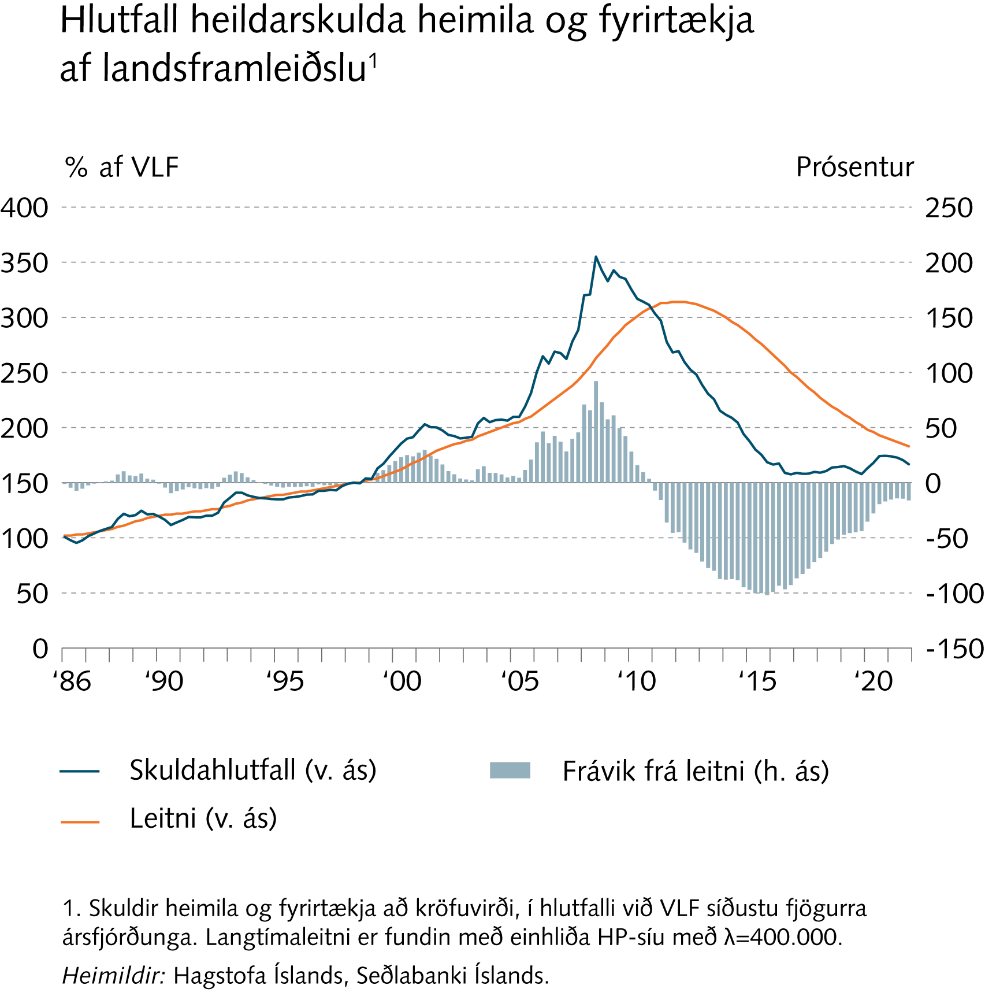 Hlutfall heildarskulda heimila og fyrirtækja
af landsframleiðslu¹
% af VLF
Prósentur
400
350
300
250
200
150
100
50
0
250
200
150
100
50
0
-50
-100
-150
‘86 ‘90 ‘95 ‘00 ‘05 ‘10 ‘15 ‘20
Skuldahlutfall (v. ás)
Frávik frá leitni (h. ás)
Leitni (v. ás)
1. Skuldir heimila og fyrirtækja að kröfuvirði, í hlutfalli við VLF síðustu fjögurra
ársfjórðunga. Langtímaleitni er fundin með einhliða HP-síu með λ=400.000.
Heimildir: Hagstofa Íslands, Seðlabanki Íslands.